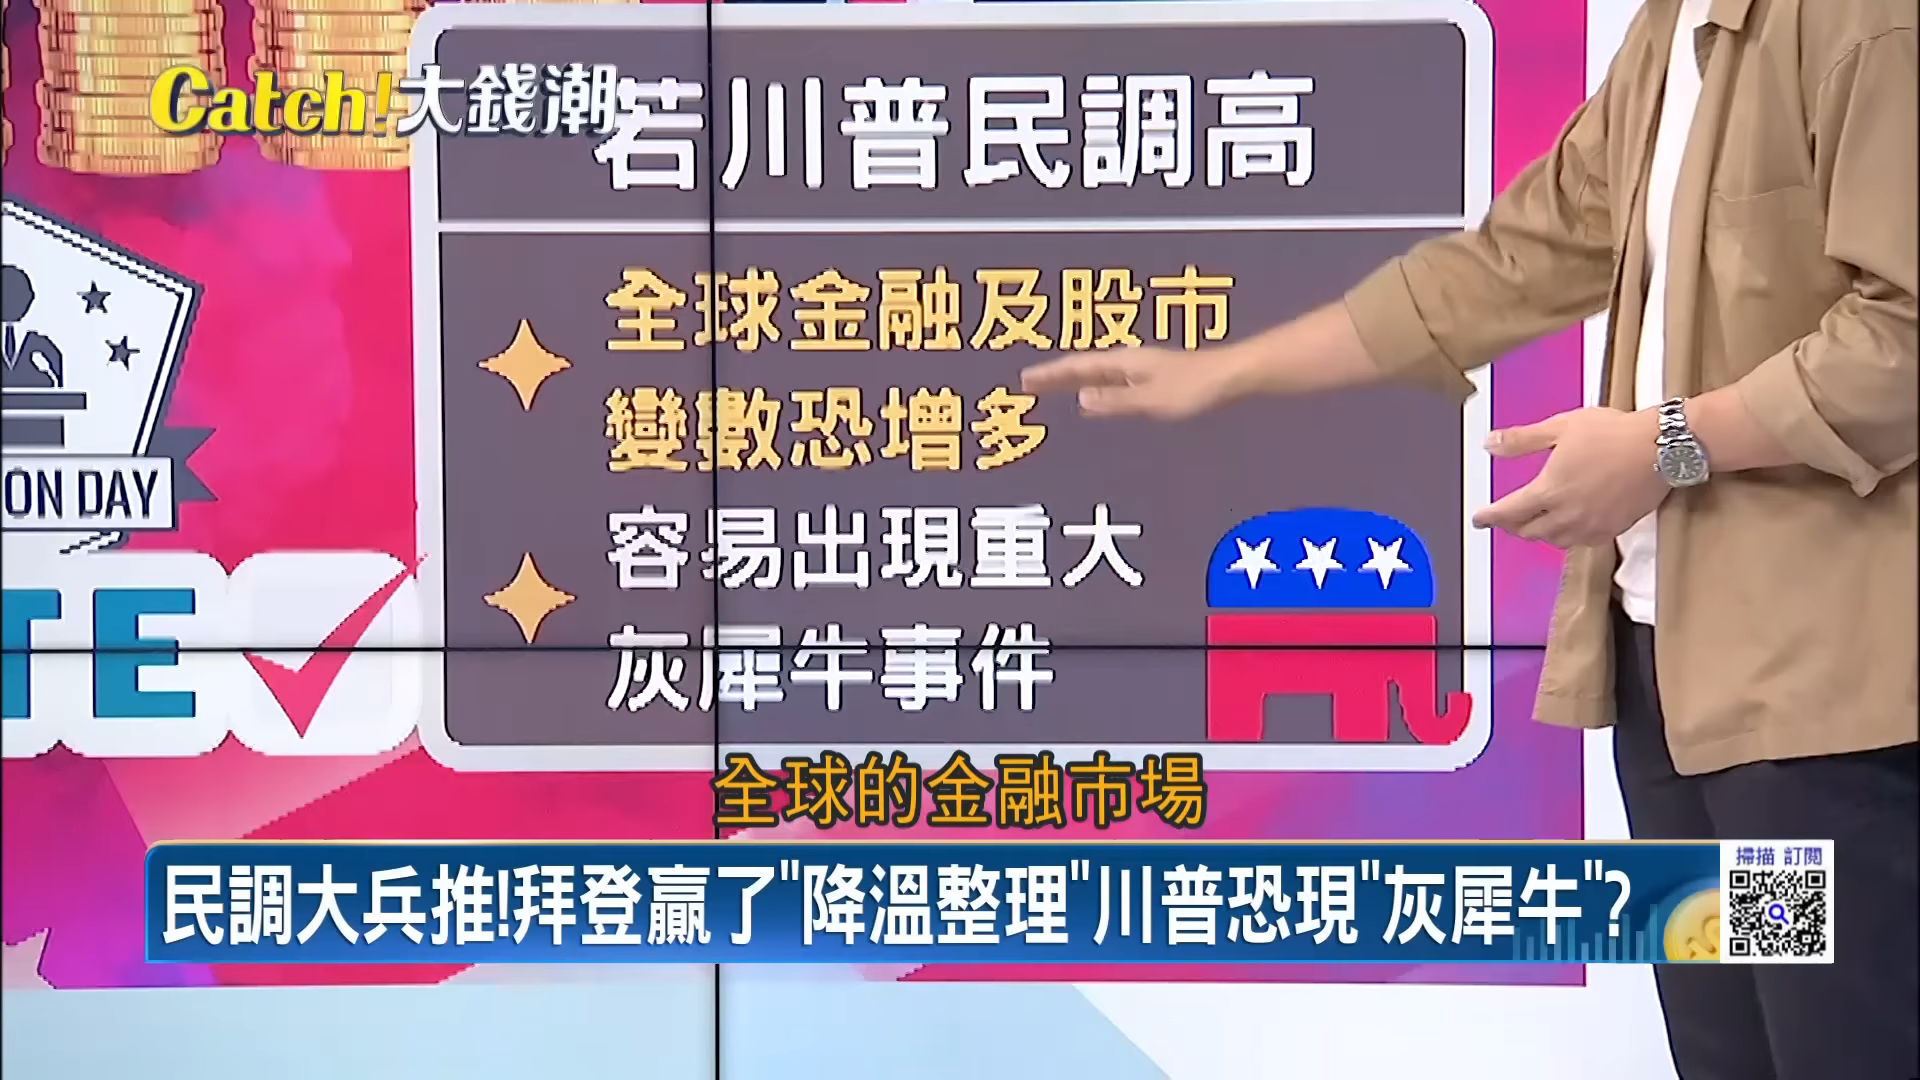 Catch!大錢潮
若川普民調高
全球金融及股市
變數恐增多
容易出現重大
灰犀牛事件
ON DAY
TE
全球的金融市場
民調大兵推!拜登贏了"降溫整理"川普恐現"灰犀牛"?
掃描 訂閱